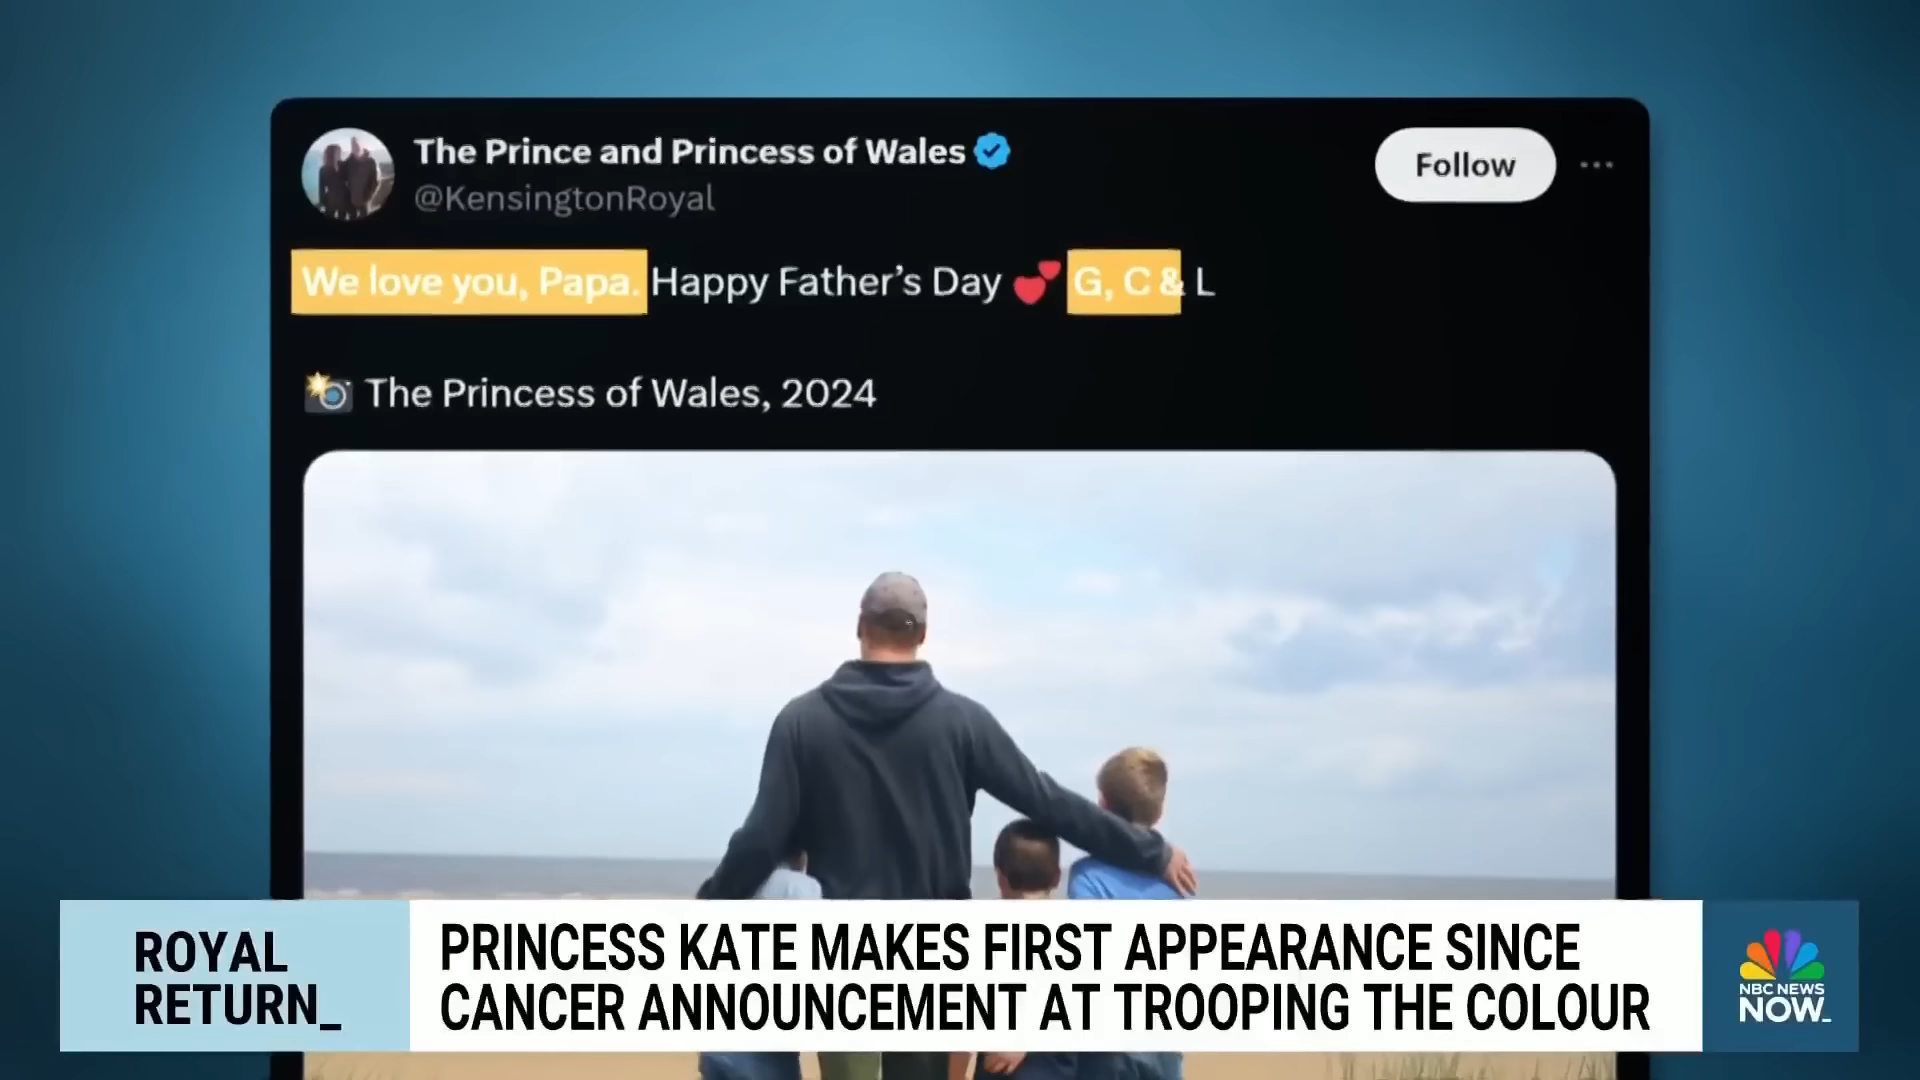 The Prince and Princess of Wales
@KensingtonRoyal
Follow
We love you, Papa. Happy Father’s Day 💕 G, C & L
📸 The Princess of Wales, 2024
ROYAL
RETURN_
PRINCESS KATE MAKES FIRST APPEARANCE SINCE
CANCER ANNOUNCEMENT AT TROOPING THE COLOUR
NBC NEWS
NOW_